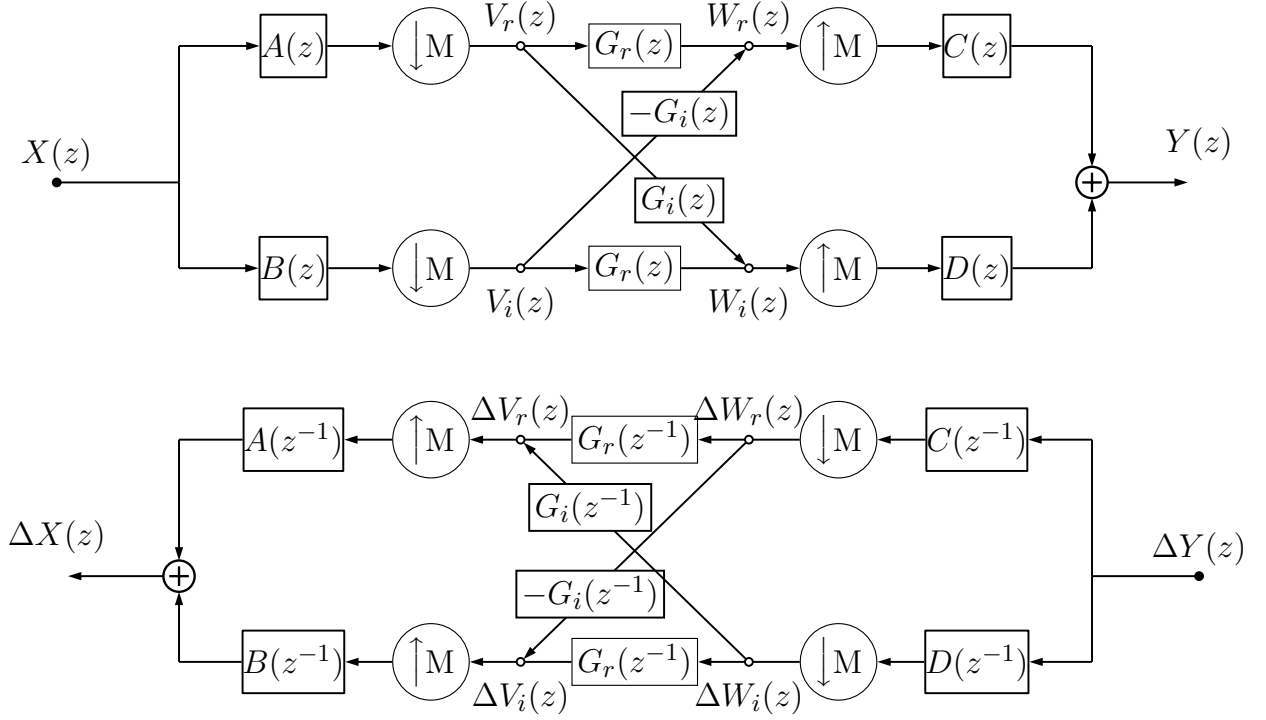 V_r(z) W_r(z)
A(z) ↓M G_r(z) ↑M C(z)
−G_i(z)
X(z) Y(z)
+
G_i(z)
B(z) ↓M G_r(z) ↑M D(z)
V_i(z) W_i(z)
ΔV_r(z) ΔW_r(z)
A(z⁻¹) ↑M G_r(z⁻¹) ↓M C(z⁻¹)
G_i(z⁻¹)
ΔX(z) ΔY(z)
+
−G_i(z⁻¹)
B(z⁻¹) ↑M G_r(z⁻¹) ↓M D(z⁻¹)
ΔV_i(z) ΔW_i(z)